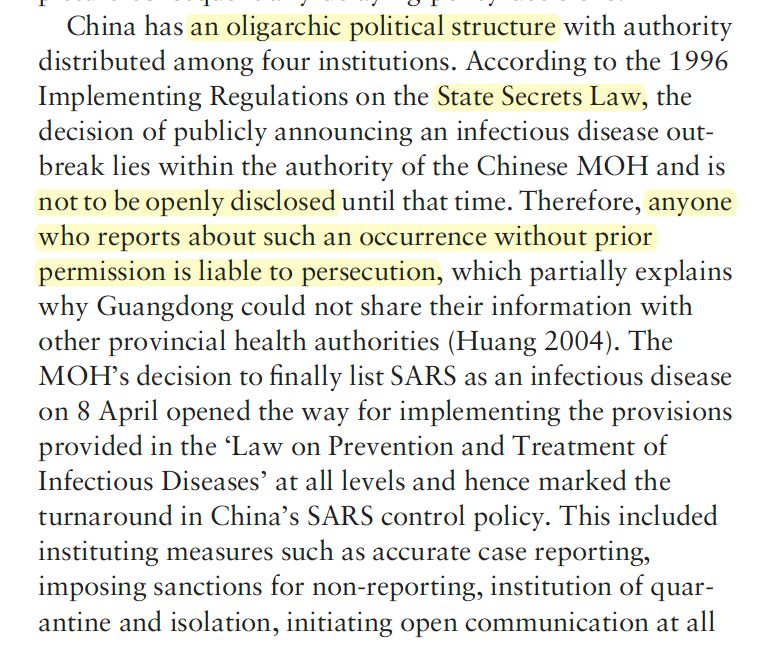 China has an oligarchic political structure with authority
distributed among four institutions. According to the 1996
Implementing Regulations on the State Secrets Law, the
decision of publicly announcing an infectious disease out-
break lies within the authority of the Chinese MOH and is
not to be openly disclosed until that time. Therefore, anyone
who reports about such an occurrence without prior
permission is liable to persecution, which partially explains
why Guangdong could not share their information with
other provincial health authorities (Huang 2004). The
MOH's decision to finally list SARS as an infectious disease
on 8 April opened the way for implementing the provisions
provided in the ‘Law on Prevention and Treatment of
Infectious Diseases’ at all levels and hence marked the
turnaround in China's SARS control policy. This included
instituting measures such as accurate case reporting,
imposing sanctions for non-reporting, institution of quar-
antine and isolation, initiating open communication at all